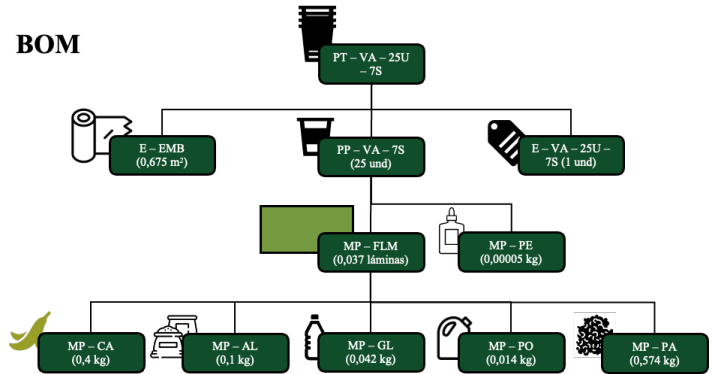 BOM
PT – VA – 25U
– 7S
E – EMB
(0,675 m²)
PP – VA – 7S
(25 und)
E – VA – 25U –
7S (1 und)
MP – FLM
(0,037 láminas)
MP – PE
(0,00005 kg)
MP – CA
(0,4 kg)
MP – AL
(0,1 kg)
MP – GL
(0,042 kg)
MP – PO
(0,014 kg)
MP – PA
(0,574 kg)